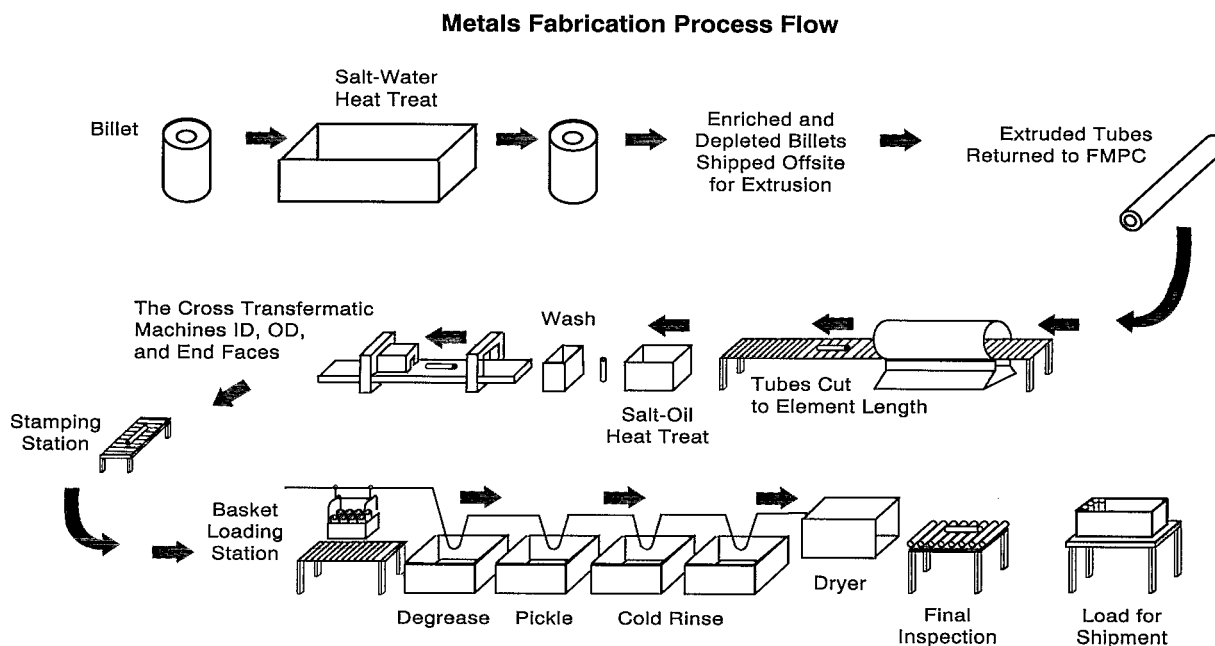 Metals Fabrication Process Flow
Salt-Water
Heat Treat
Billet
Enriched and
Depleted Billets
Shipped Offsite
for Extrusion
Extruded Tubes
Returned to FMPC
The Cross Transfermatic
Machines ID, OD,
and End Faces
Wash
Salt-Oil
Heat Treat
Tubes Cut
to Element Length
Stamping
Station
Basket
Loading
Station
Degrease
Pickle
Cold Rinse
Dryer
Final
Inspection
Load for
Shipment